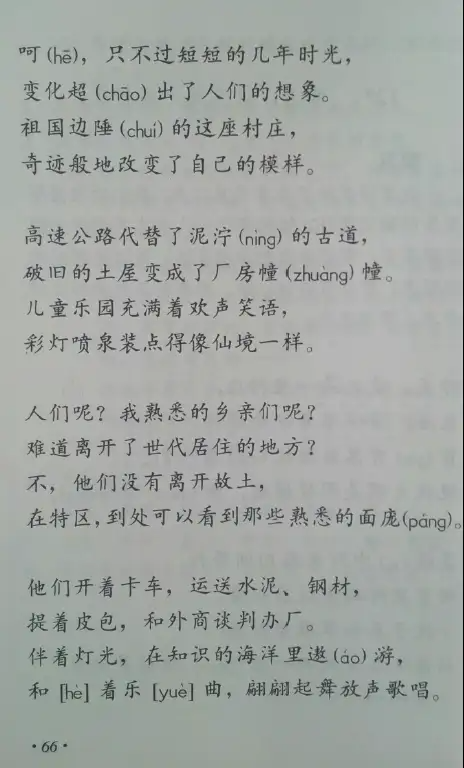 呵(hē)，只不过短短的几年时光，
变化超(chāo)出了人们的想象。
祖国边陲(chuí)的这座村庄，
奇迹般地改变了自己的模样。
高速公路代替了泥泞(nìng)的古道，
破旧的土屋变成了厂房幢(zhuàng)幢。
儿童乐园充满着欢声笑语，
彩灯喷泉装点得像仙境一样。
人们呢？我熟悉的乡亲们呢？
难道离开了世代居住的地方？
不，他们没有离开故土，
在特区，到处可以看到那些熟悉的面庞(páng)。
他们开着卡车，运送水泥、钢材，
提着皮包，和外商谈判办厂。
伴着灯光，在知识的海洋里遨(áo)游，
和[hè]着乐[yuè]曲，翩翩起舞放声歌唱。
·66·